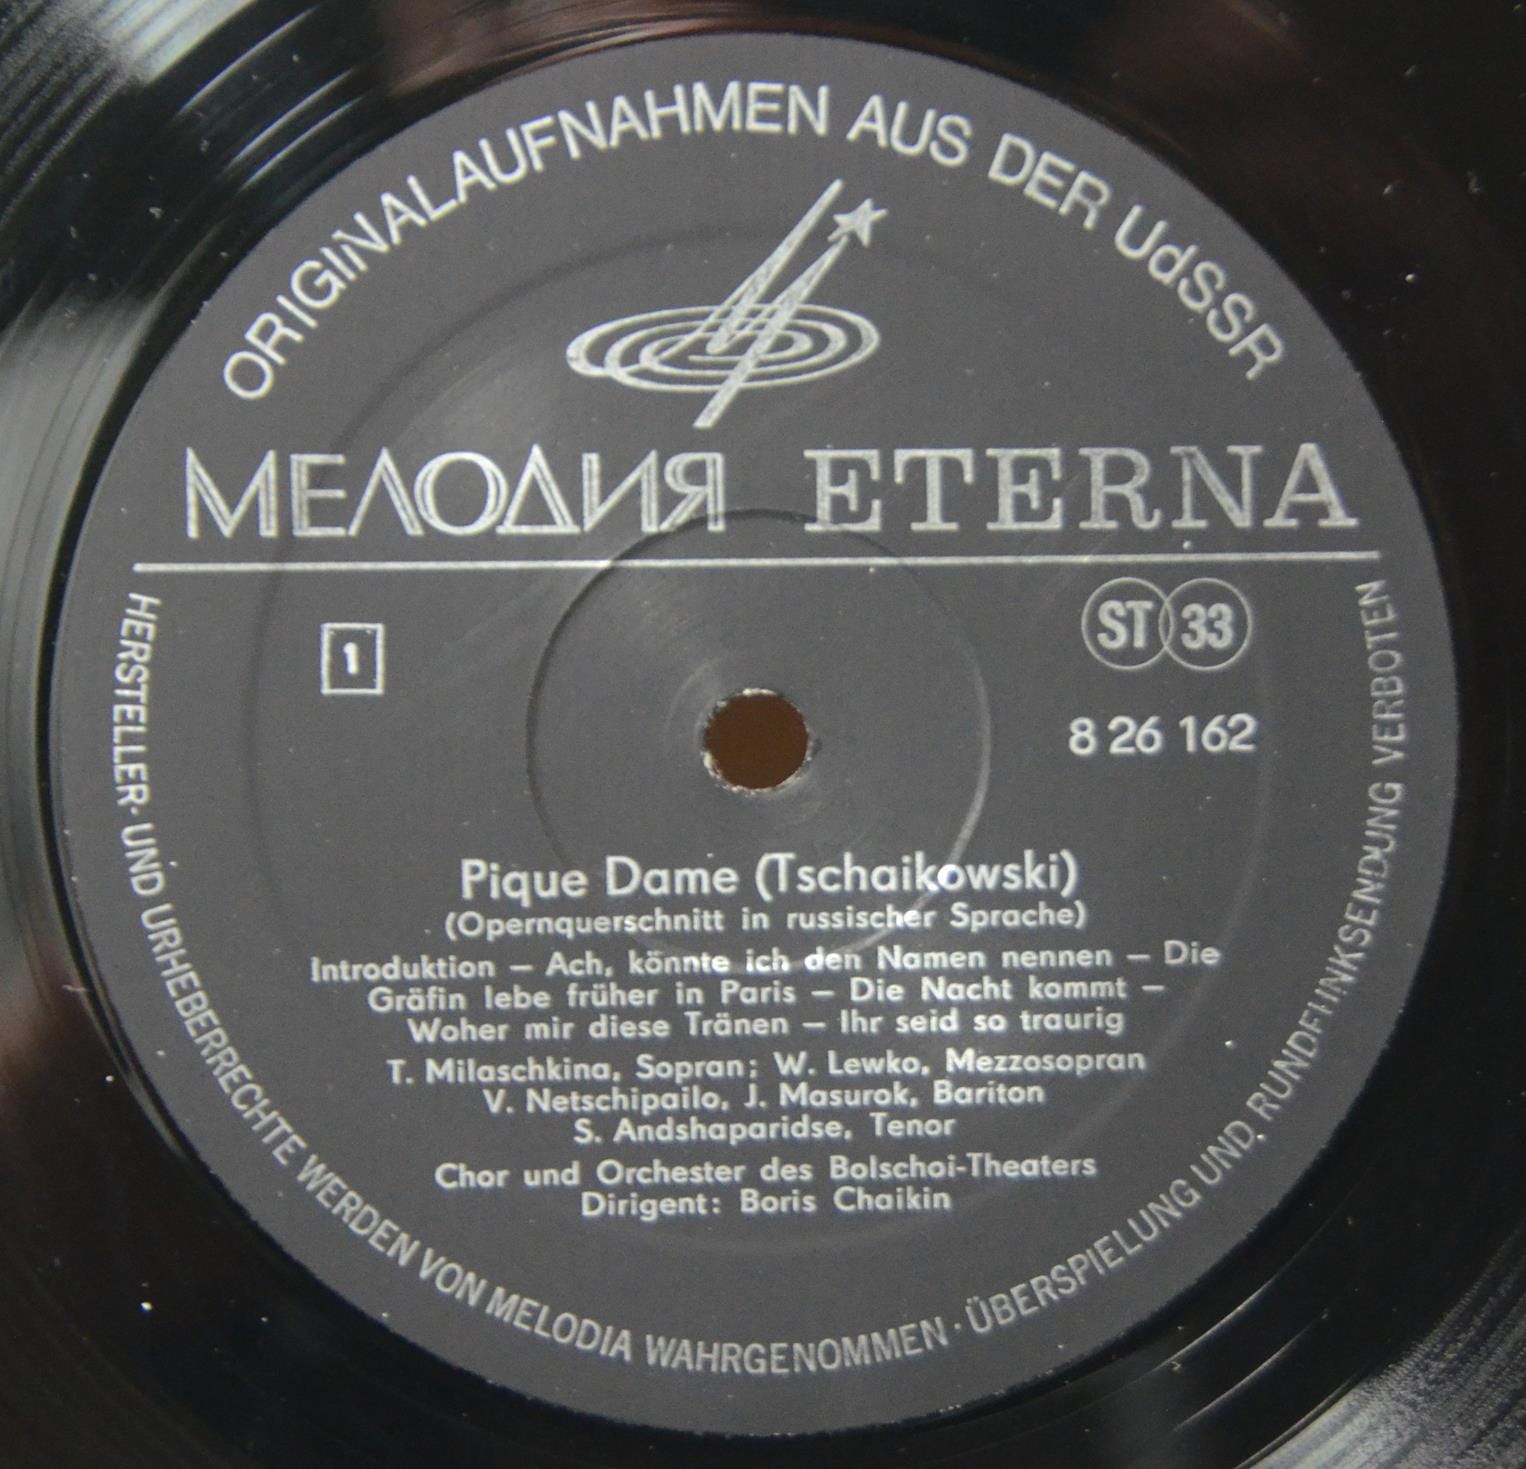 ORIGINALAUFNAHMEN AUS DER UdSSR
МЕЛОДИЯ ETERNA
1
ST 33
8 26 162
Pique Dame (Tschaikowski)
(Opernquerschnitt in russischer Sprache)
Introduktion – Ach, könnte ich den Namen nennen – Die
Gräfin lebe früher in Paris – Die Nacht kommt –
Woher mir diese Tränen – Ihr seid so traurig
T. Milaschkina, Sopran; W. Lewko, Mezzosopran
V. Netschipailo, J. Masurok, Bariton
S. Andshaparidse, Tenor
Chor und Orchester des Bolschoi-Theaters
Dirigent: Boris Chaikin
HERSTELLER- UND URHEBERRECHTE WERDEN VON MELODIA WAHRGENOMMEN · ÜBERSPIELUNG UND RUNDFUNKSENDUNG VERBOTEN